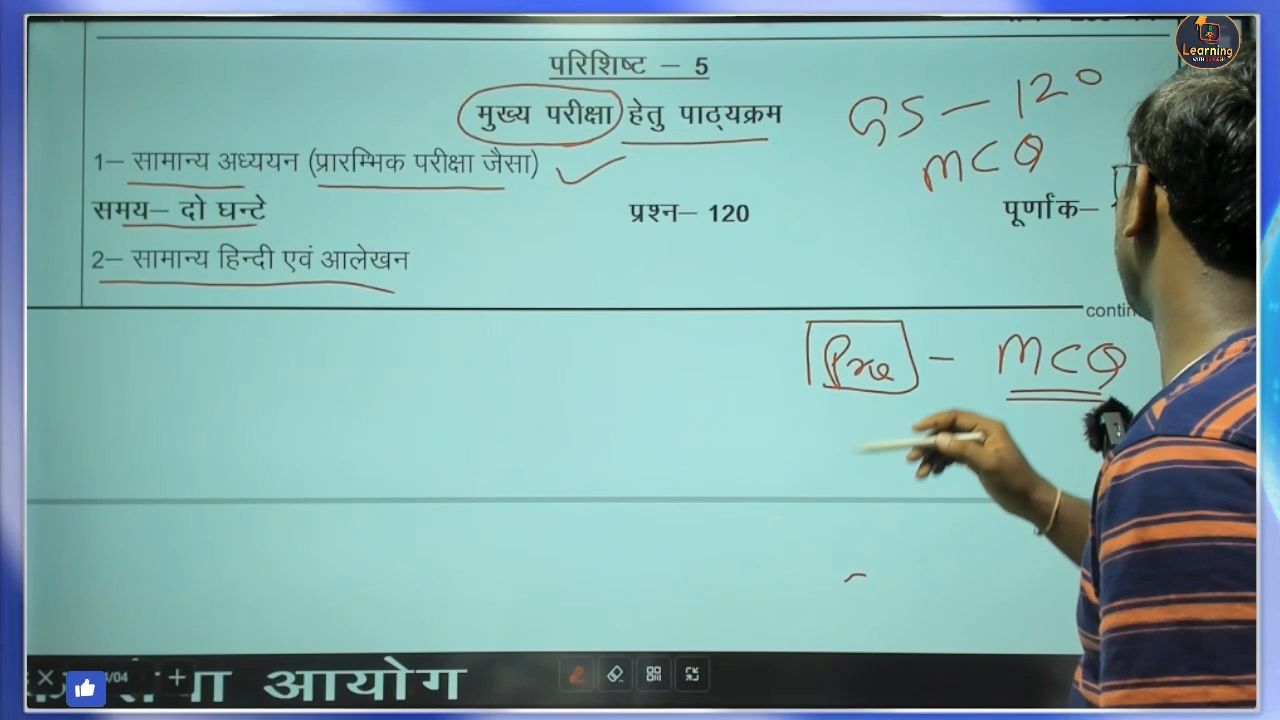 Learning
परिशिष्ट – 5
मुख्य परीक्षा हेतु पाठ्यक्रम
GS – 120
MCQ
1– सामान्य अध्ययन (प्रारम्भिक परीक्षा जैसा)
समय– दो घन्टे प्रश्न– 120 पूर्णांक–
2– सामान्य हिन्दी एवं आलेखन
Pre – MCQ
आयोग